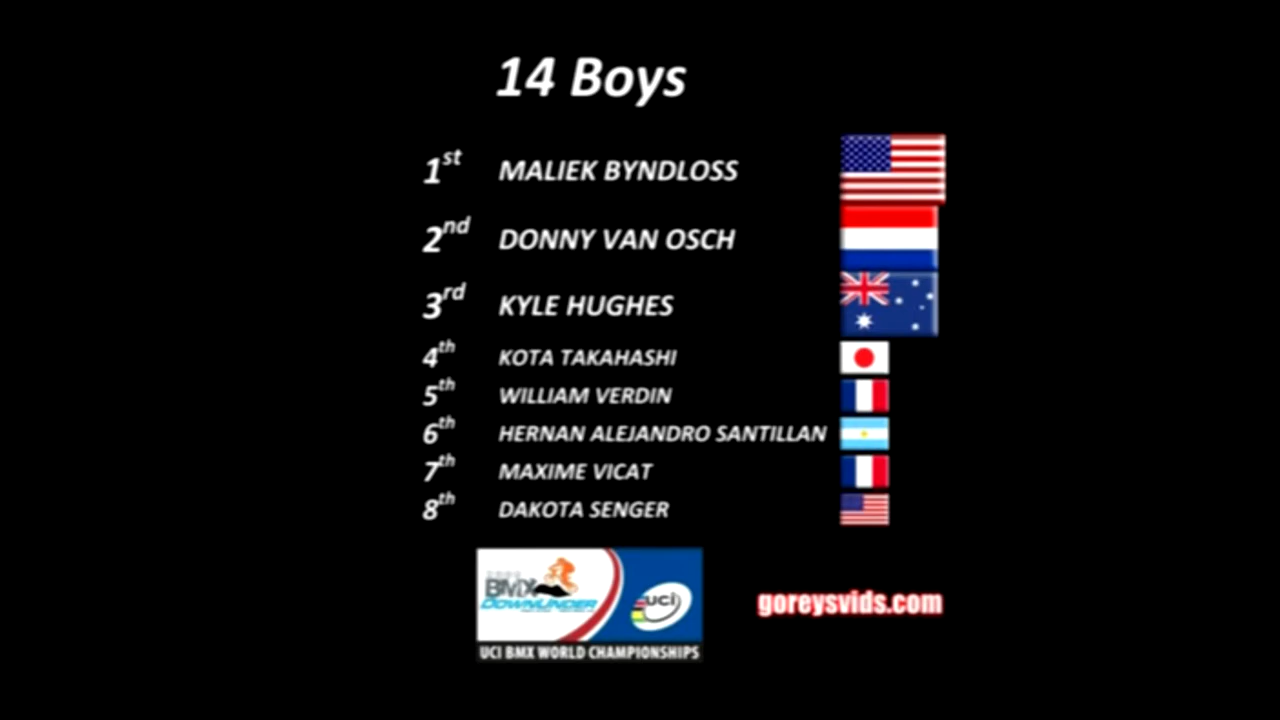 14 Boys
1st MALIEK BYNDLOSS
2nd DONNY VAN OSCH
3rd KYLE HUGHES
4th KOTA TAKAHASHI
5th WILLIAM VERDIN
6th HERNAN ALEJANDRO SANTILLAN
7th MAXIME VICAT
8th DAKOTA SENGER
BMX
DOWNUNDER
uci
UCI BMX WORLD CHAMPIONSHIPS
goreysvids.com